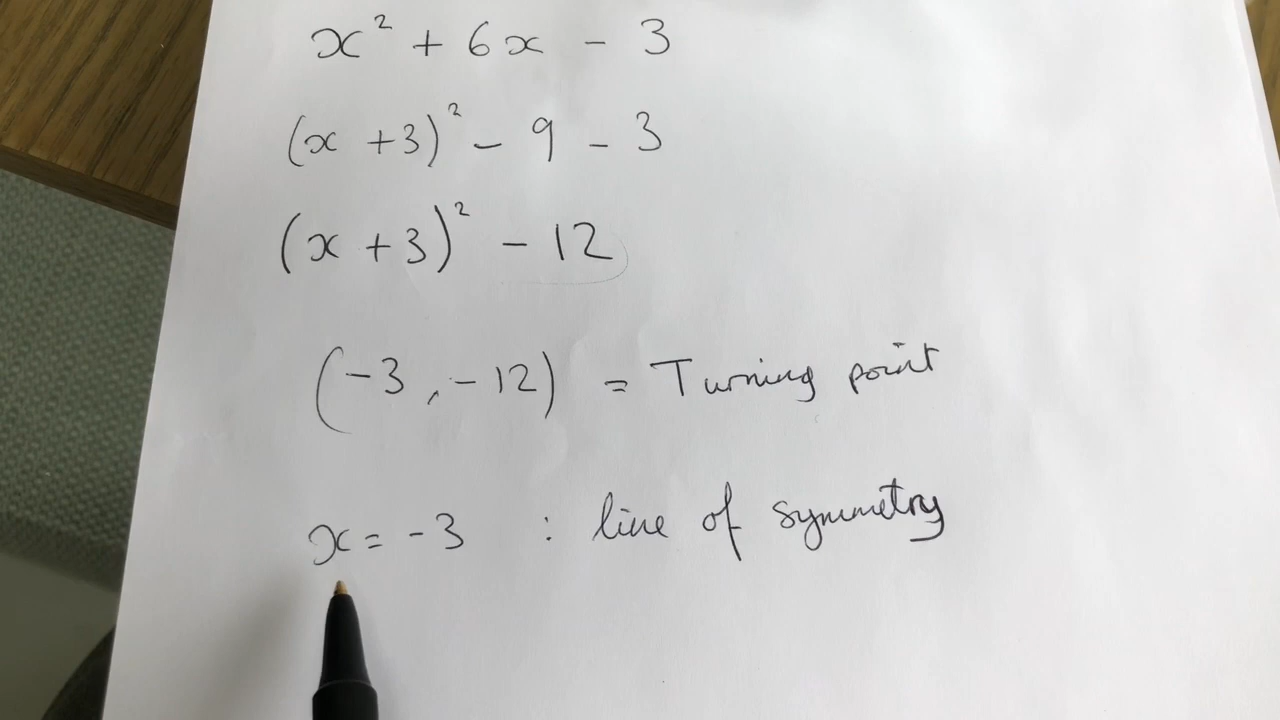 x² + 6x - 3
(x + 3)² - 9 - 3
(x + 3)² - 12
(-3, -12) = Turning point
x = -3 : line of symmetry